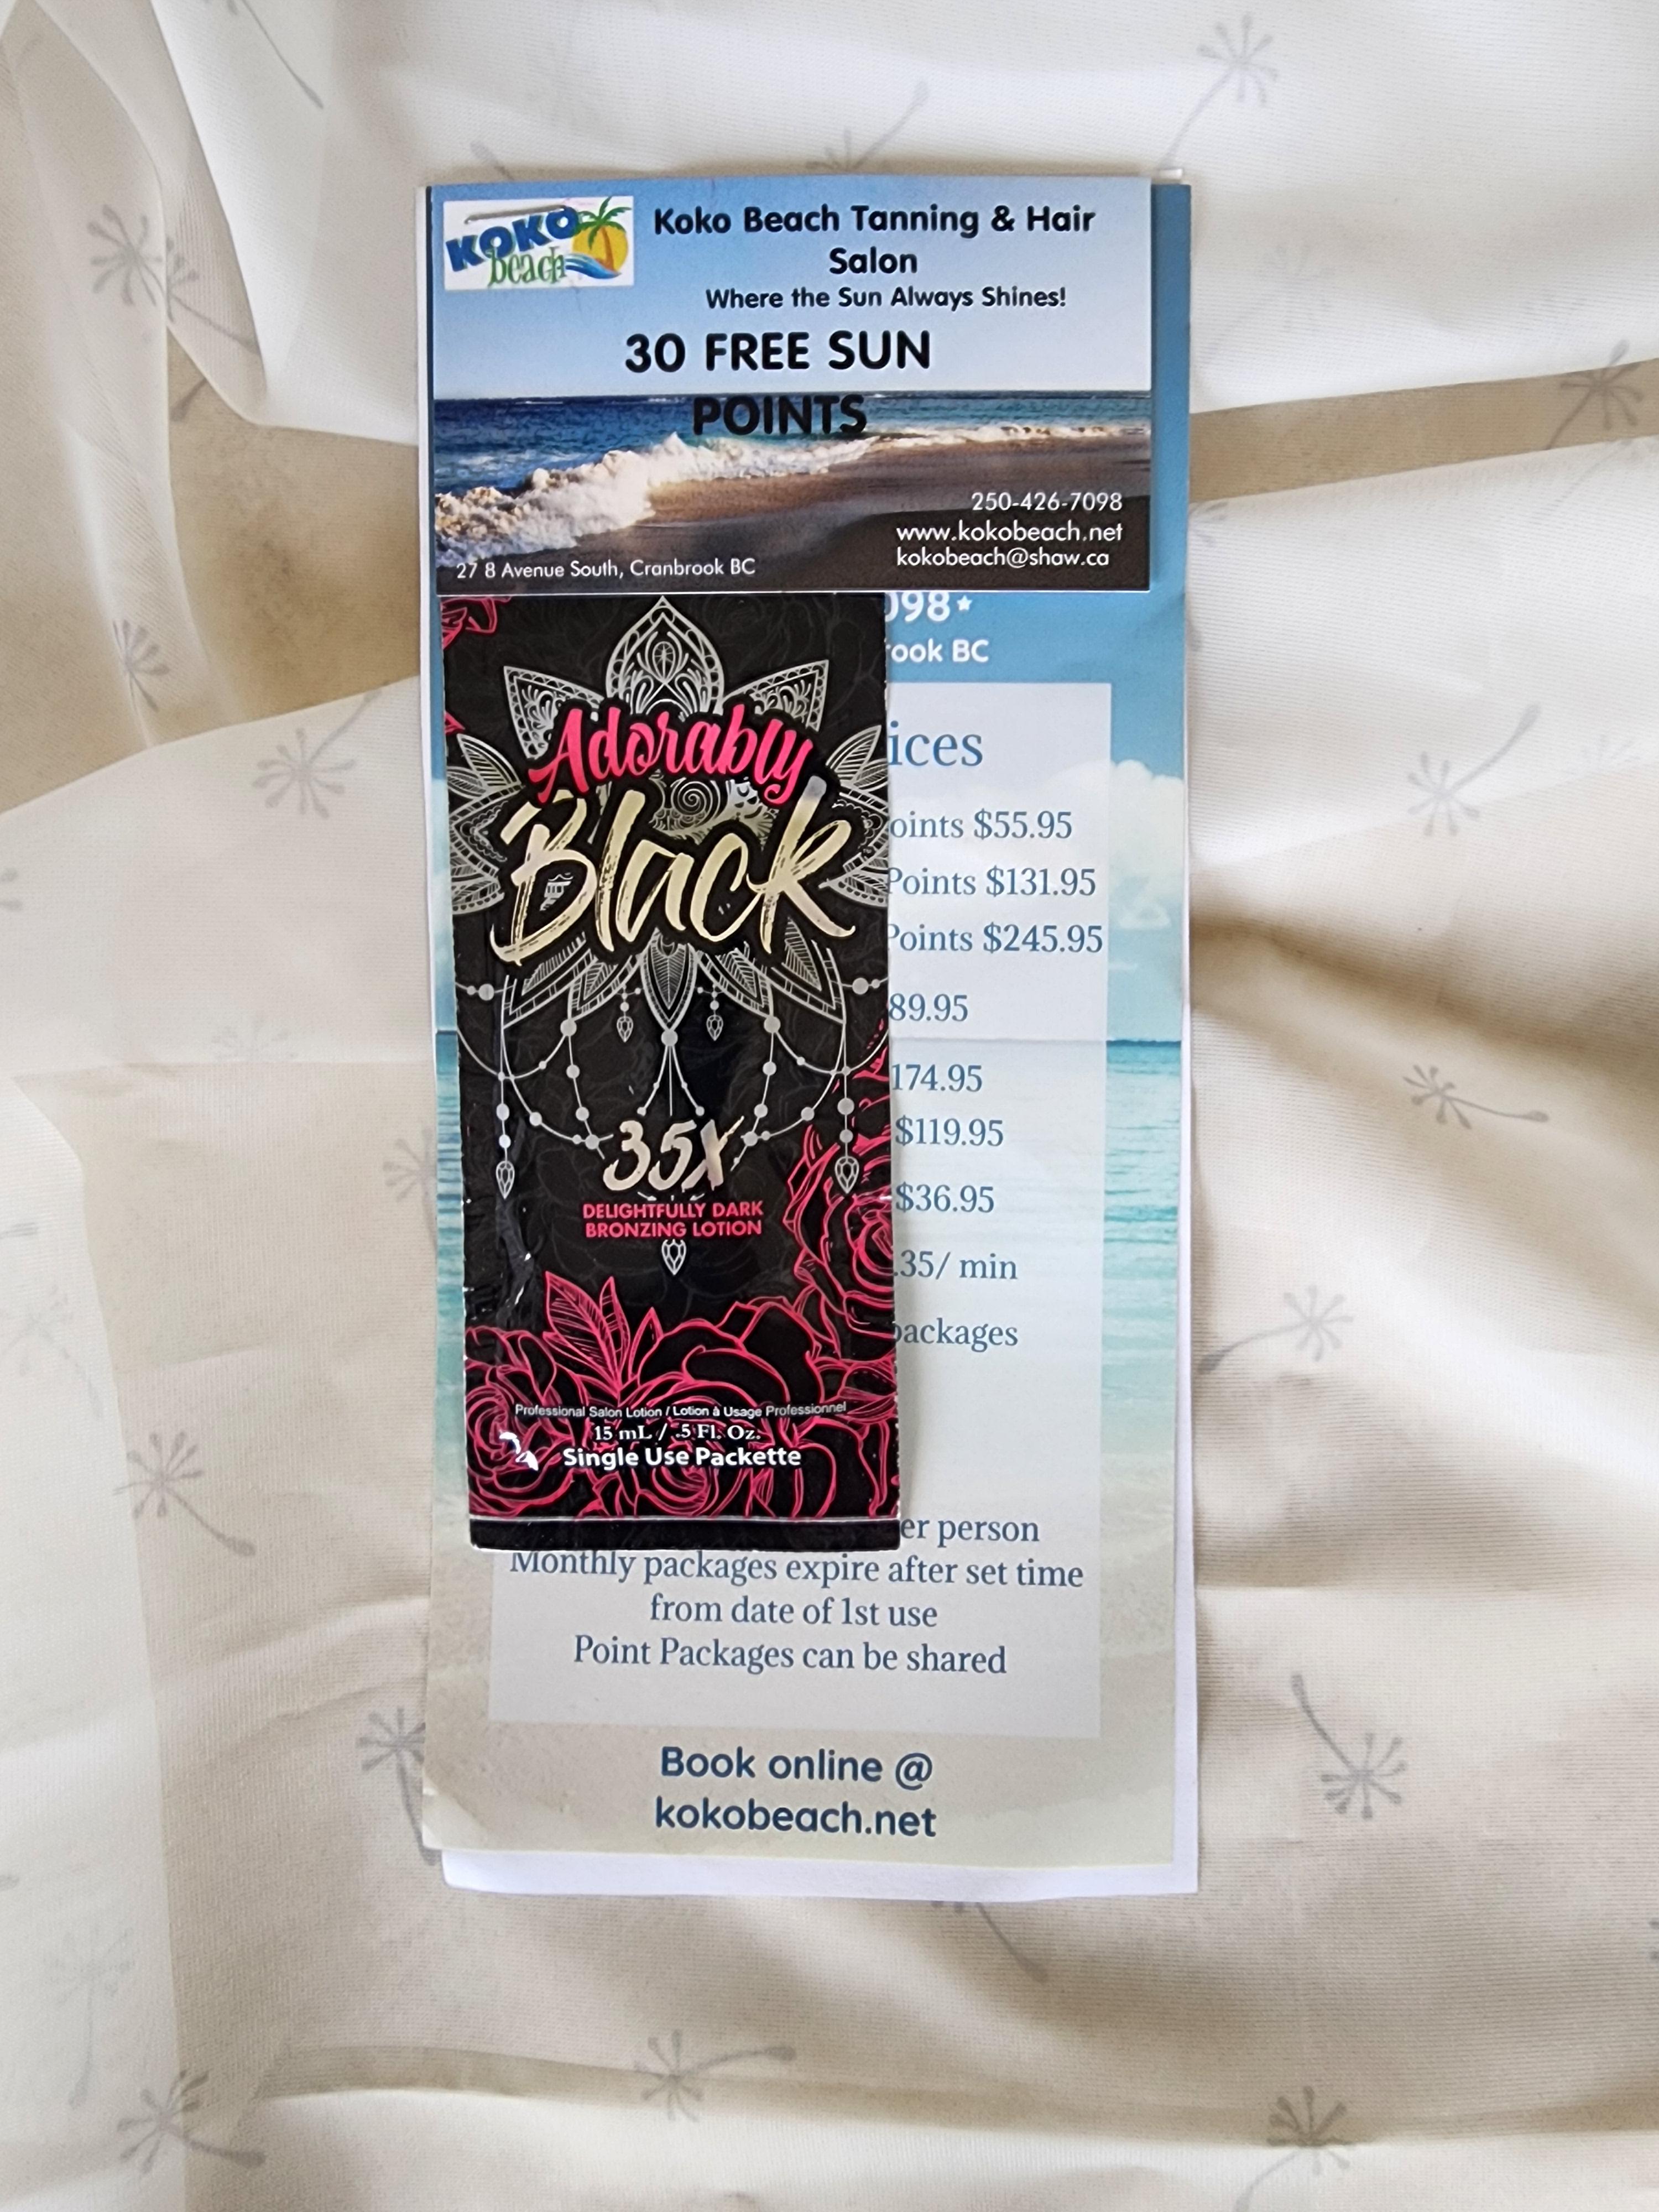 KOKO
beach
Koko Beach Tanning & Hair
Salon
Where the Sun Always Shines!
30 FREE SUN
POINTS
250-426-7098
www.kokobeach.net
kokobeach@shaw.ca
27 8 Avenue South, Cranbrook BC
098*
rook BC
Adorably
Black
35X
DELIGHTFULLY DARK
BRONZING LOTION
Professional Salon Lotion / Lotion à Usage Professionnel
15 mL / .5 Fl. Oz.
Single Use Packette
ices
oints $55.95
Points $131.95
Points $245.95
89.95
174.95
$119.95
$36.95
.35/ min
packages
er person
Monthly packages expire after set time
from date of 1st use
Point Packages can be shared
Book online @
kokobeach.net